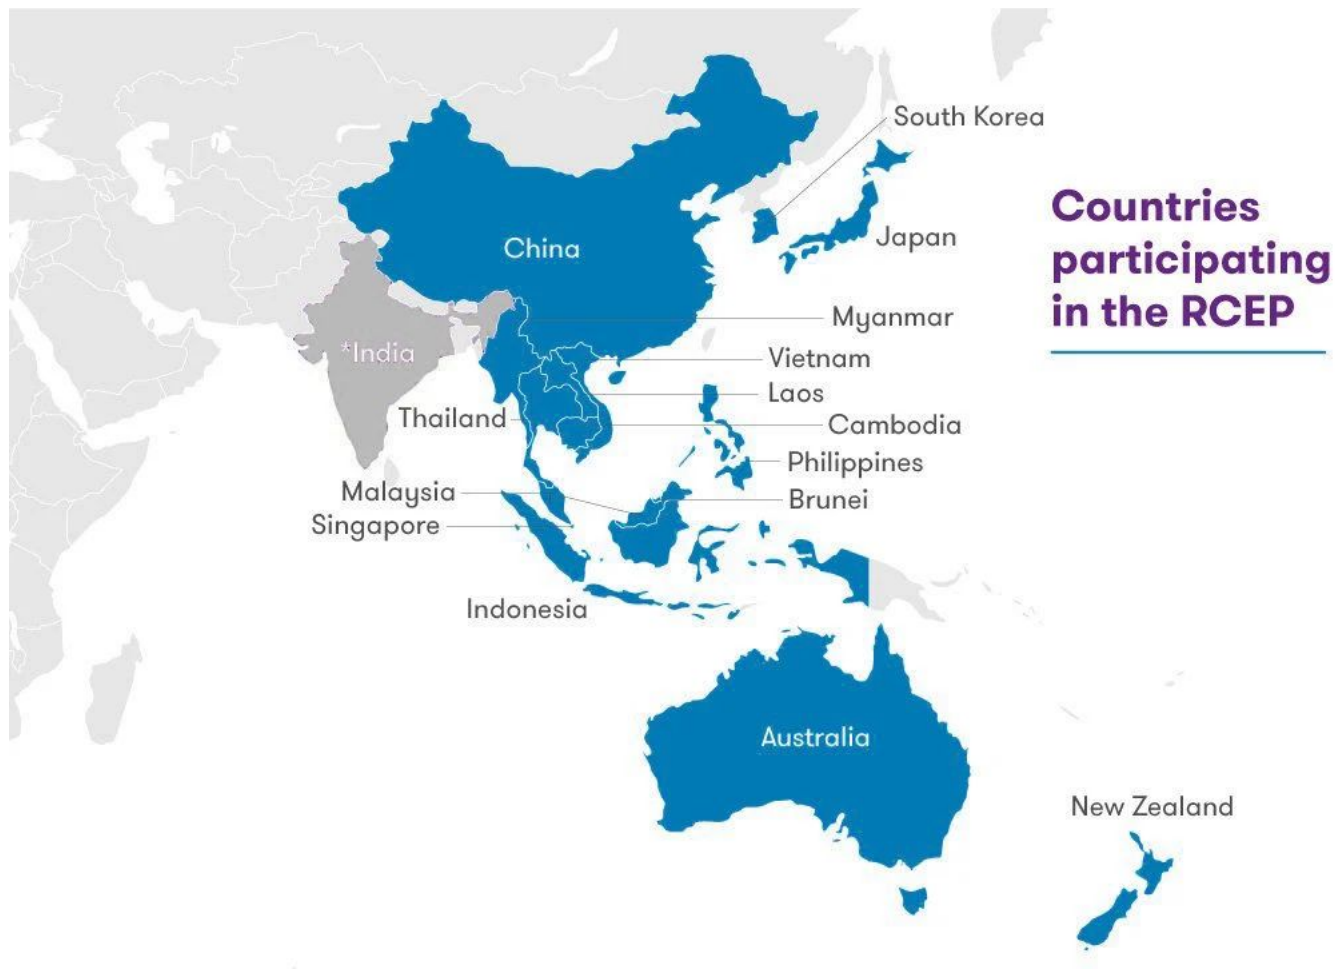 South Korea
Countries
participating
in the RCEP
Japan
China
Myanmar
*India
Vietnam
Laos
Thailand
Cambodia
Philippines
Malaysia
Brunei
Singapore
Indonesia
Australia
New Zealand